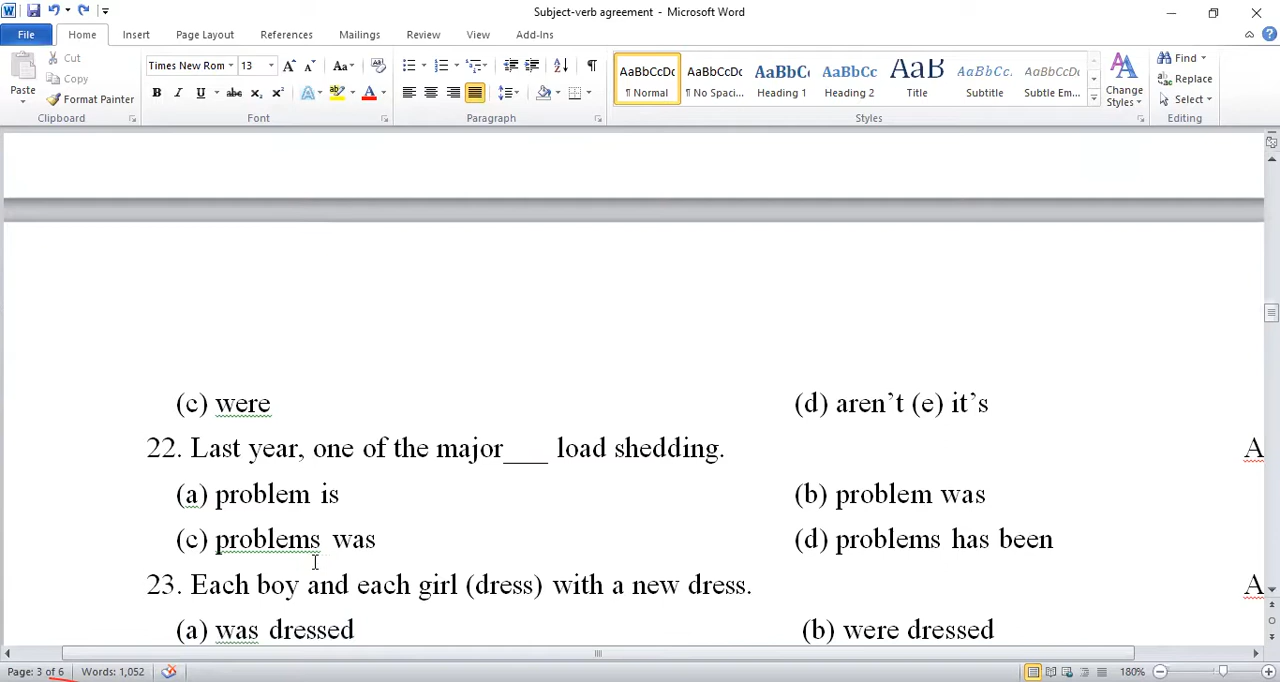 Subject-verb agreement - Microsoft Word
File Home Insert Page Layout References Mailings Review View Add-Ins
Paste Cut Copy Format Painter
Times New Rom 13
AaBbCcDc AaBbCcDc AaBbC AaBbCc AaB AaBbCc. AaBbCcDc
¶ Normal ¶ No Spaci... Heading 1 Heading 2 Title Subtitle Subtle Em...
Change Styles
Find Replace Select
Clipboard Font Paragraph Styles Editing
(c) were (d) aren’t (e) it’s
22. Last year, one of the major___ load shedding. A
(a) problem is (b) problem was
(c) problems was (d) problems has been
23. Each boy and each girl (dress) with a new dress. A
(a) was dressed (b) were dressed
Page: 3 of 6 Words: 1,052 180%